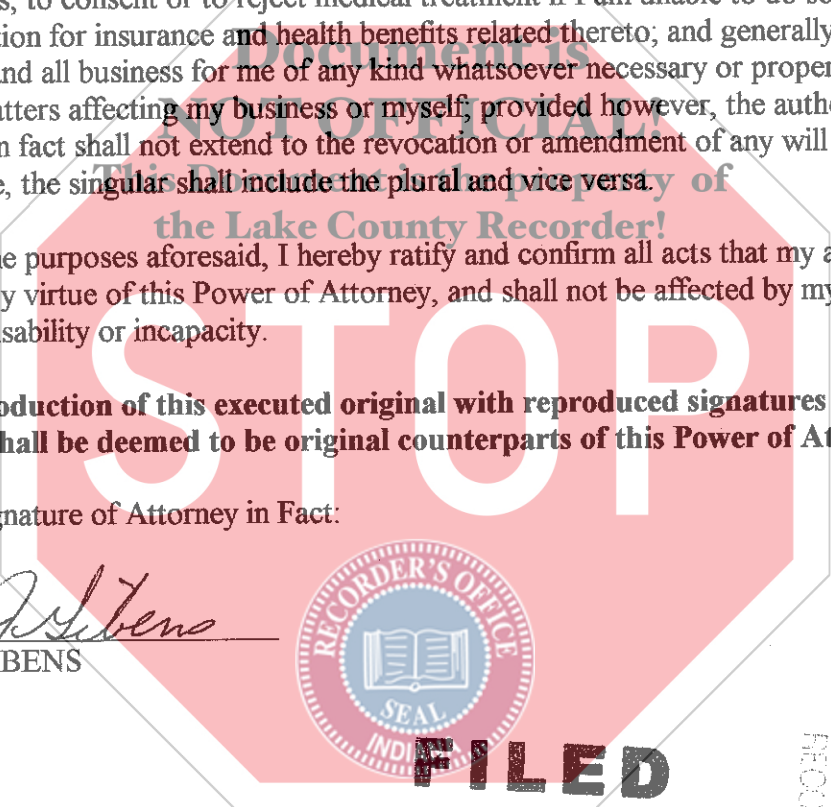 s, to consent or to reject medical treatment if I am unable to do so
tion for insurance and health benefits related thereto; and generally
Document is
nd all business for me of any kind whatsoever necessary or proper
atters affecting my business or myself; provided however, the autho
NOT OFFICIAL!
n fact shall not extend to the revocation or amendment of any will
This Document is the property of
e, the singular shall include the plural and vice versa.
the Lake County Recorder!
e purposes aforesaid, I hereby ratify and confirm all acts that my a
y virtue of this Power of Attorney, and shall not be affected by my
sability or incapacity.
STOP
oduction of this executed original with reproduced signatures
hall be deemed to be original counterparts of this Power of At
gnature of Attorney in Fact:
BENS
RECORDER'S OFFICE
SEAL
FILED